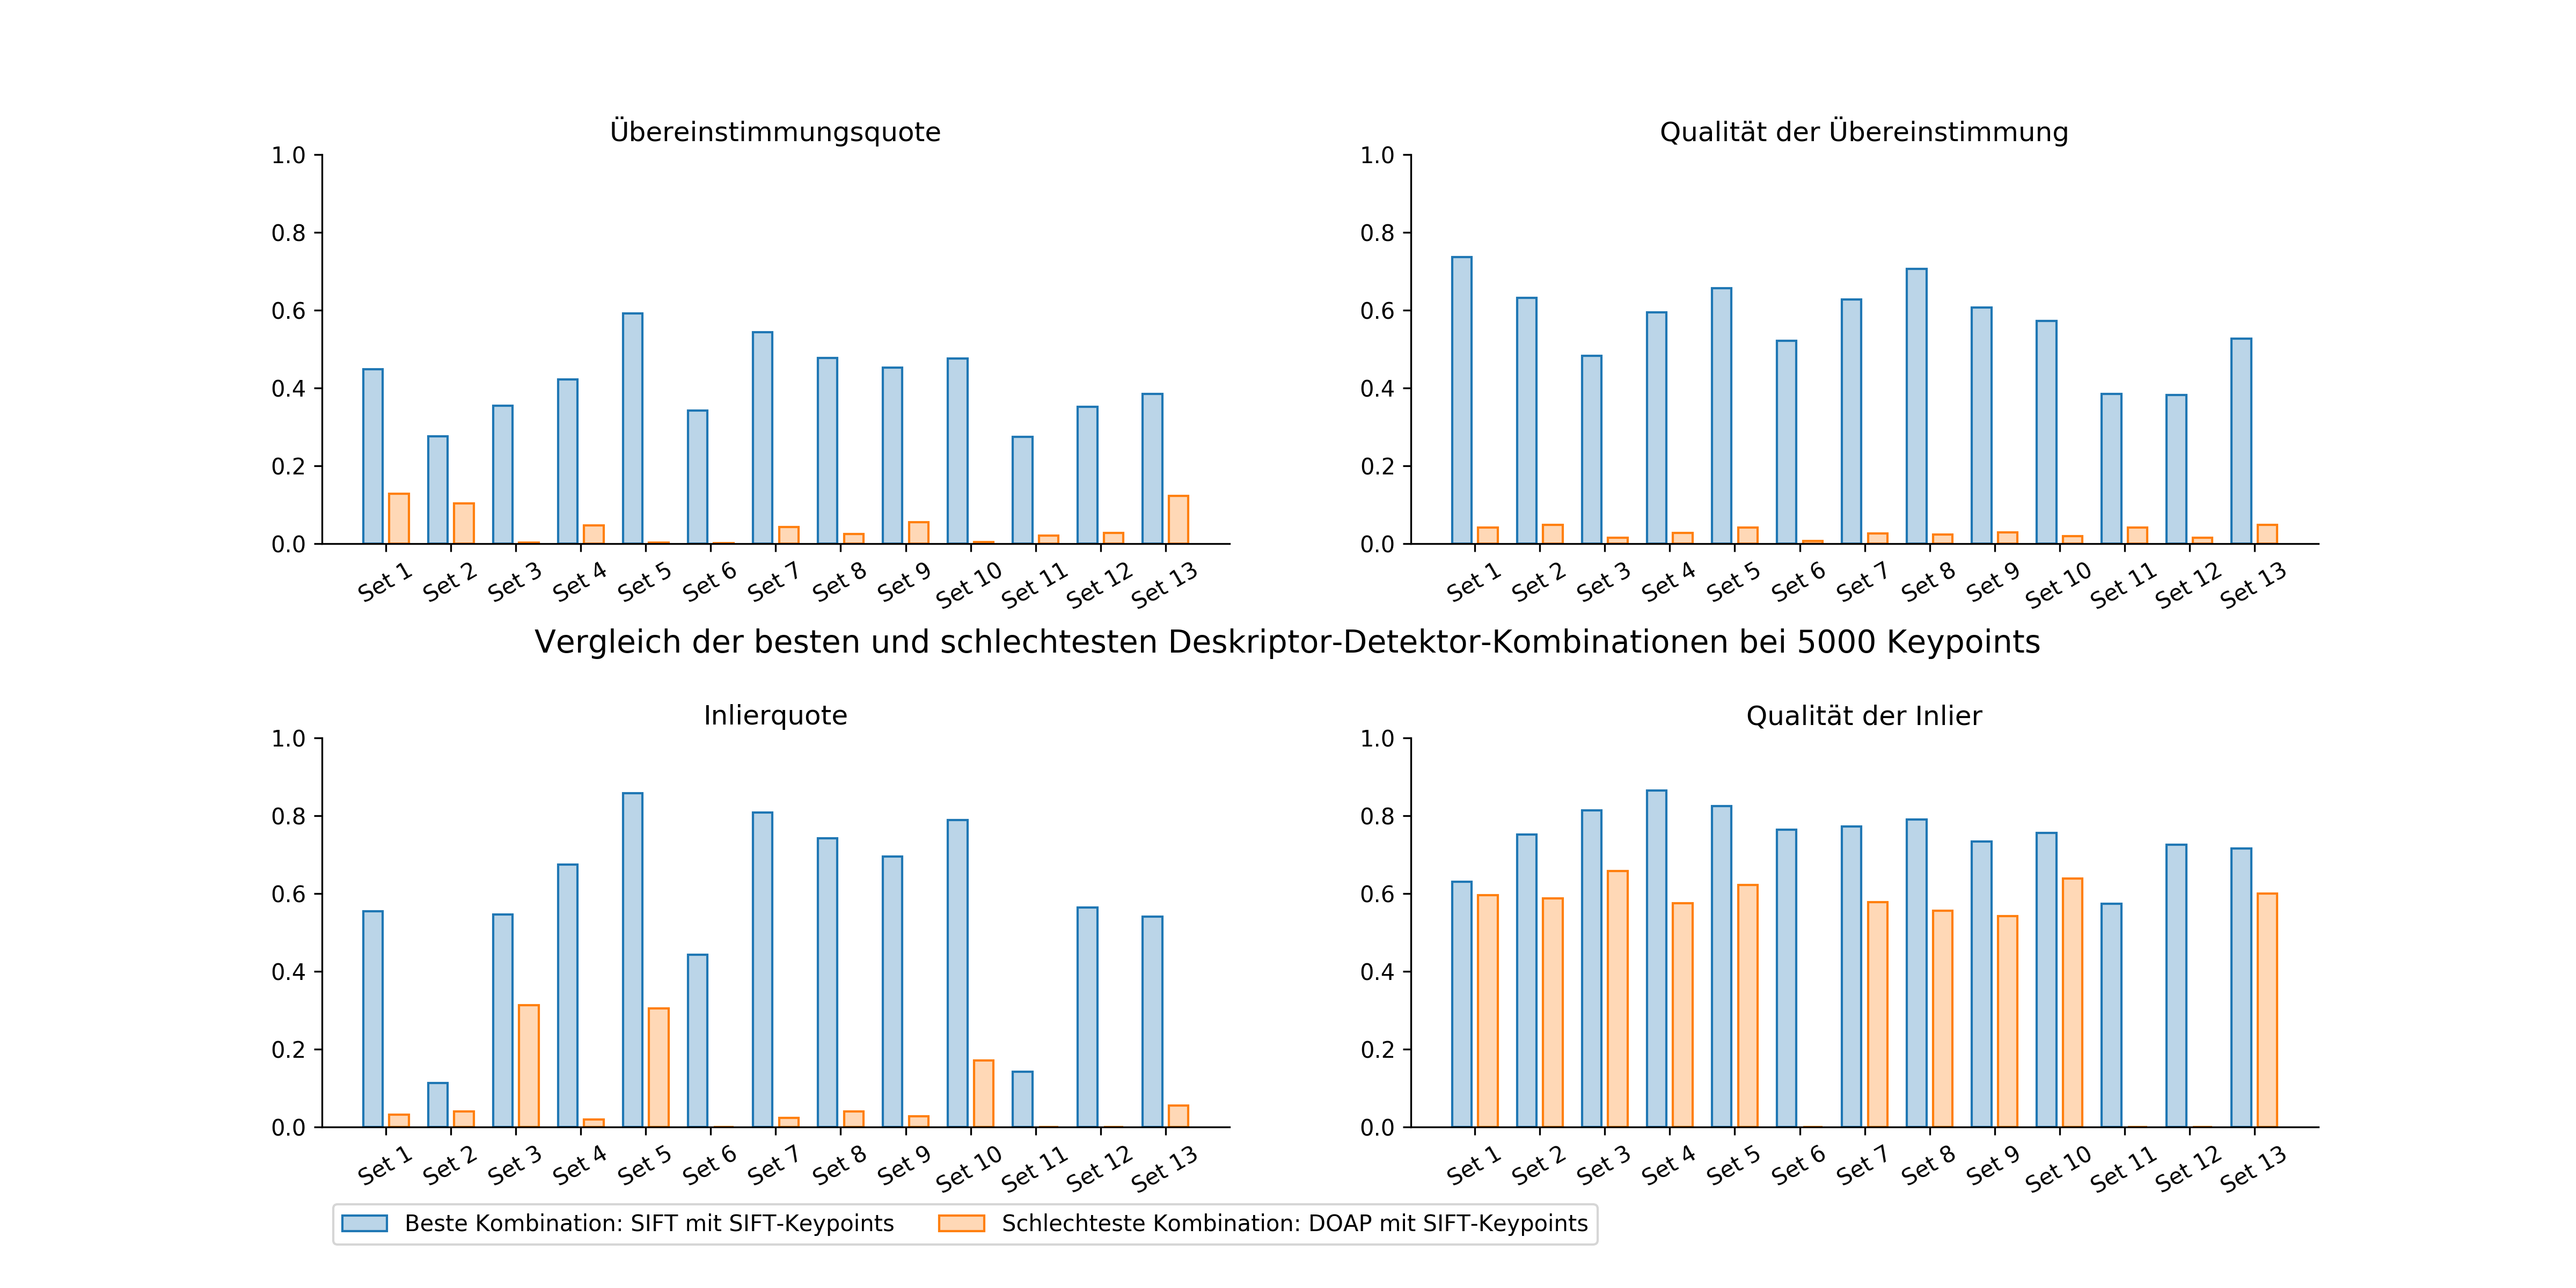 Übereinstimmungsquote
1.0
0.8
0.6
0.4
0.2
0.0
Set 1 Set 2 Set 3 Set 4 Set 5 Set 6 Set 7 Set 8 Set 9 Set 10 Set 11 Set 12 Set 13
Qualität der Übereinstimmung
1.0
0.8
0.6
0.4
0.2
0.0
Set 1 Set 2 Set 3 Set 4 Set 5 Set 6 Set 7 Set 8 Set 9 Set 10 Set 11 Set 12 Set 13
Vergleich der besten und schlechtesten Deskriptor-Detektor-Kombinationen bei 5000 Keypoints
Inlierquote
1.0
0.8
0.6
0.4
0.2
0.0
Set 1 Set 2 Set 3 Set 4 Set 5 Set 6 Set 7 Set 8 Set 9 Set 10 Set 11 Set 12 Set 13
Qualität der Inlier
1.0
0.8
0.6
0.4
0.2
0.0
Set 1 Set 2 Set 3 Set 4 Set 5 Set 6 Set 7 Set 8 Set 9 Set 10 Set 11 Set 12 Set 13
Beste Kombination: SIFT mit SIFT-Keypoints Schlechteste Kombination: DOAP mit SIFT-Keypoints